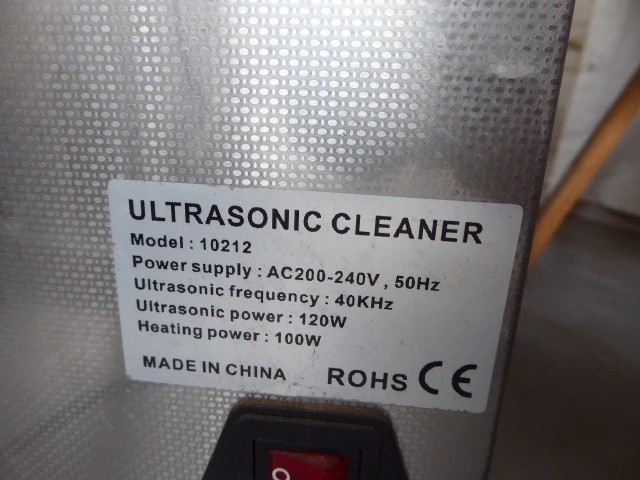 ULTRASONIC CLEANER
Model : 10212
Power supply : AC200-240V , 50Hz
Ultrasonic frequency : 40KHz
Ultrasonic power : 120W
Heating power : 100W
MADE IN CHINA ROHS CE